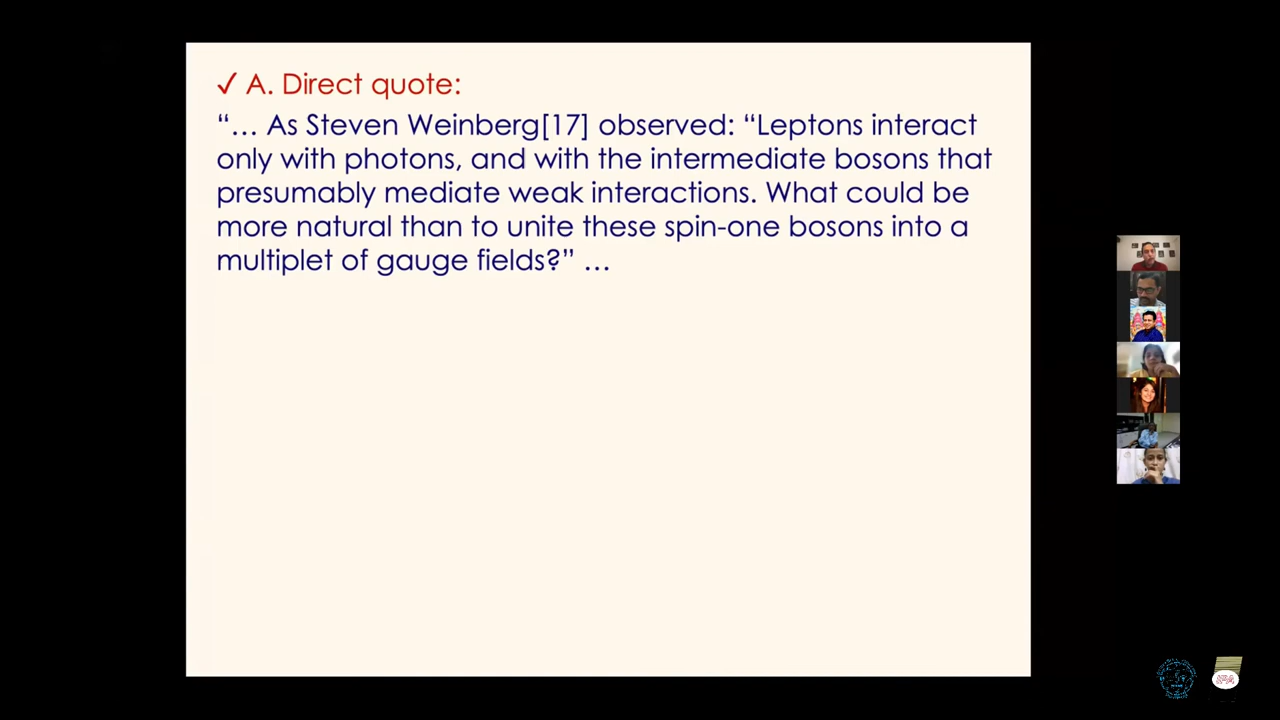 ✓ A. Direct quote:
“… As Steven Weinberg[17] observed: “Leptons interact
only with photons, and with the intermediate bosons that
presumably mediate weak interactions. What could be
more natural than to unite these spin-one bosons into a
multiplet of gauge fields?” …